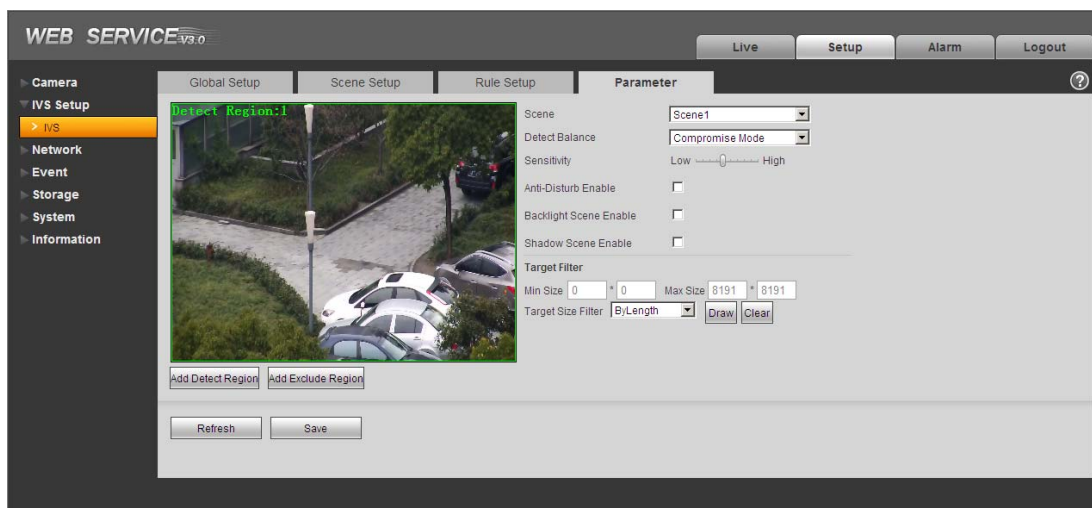 WEB SERVICE V3.0
Live Setup Alarm Logout
Camera
IVS Setup
IVS
Network
Event
Storage
System
Information
Global Setup Scene Setup Rule Setup Parameter
?
Detect Region:1
Add Detect Region Add Exclude Region
Scene Scene1
Detect Balance Compromise Mode
Sensitivity Low High
Anti-Disturb Enable
Backlight Scene Enable
Shadow Scene Enable
Target Filter
Min Size 0 * 0 Max Size 8191 * 8191
Target Size Filter ByLength Draw Clear
Refresh Save